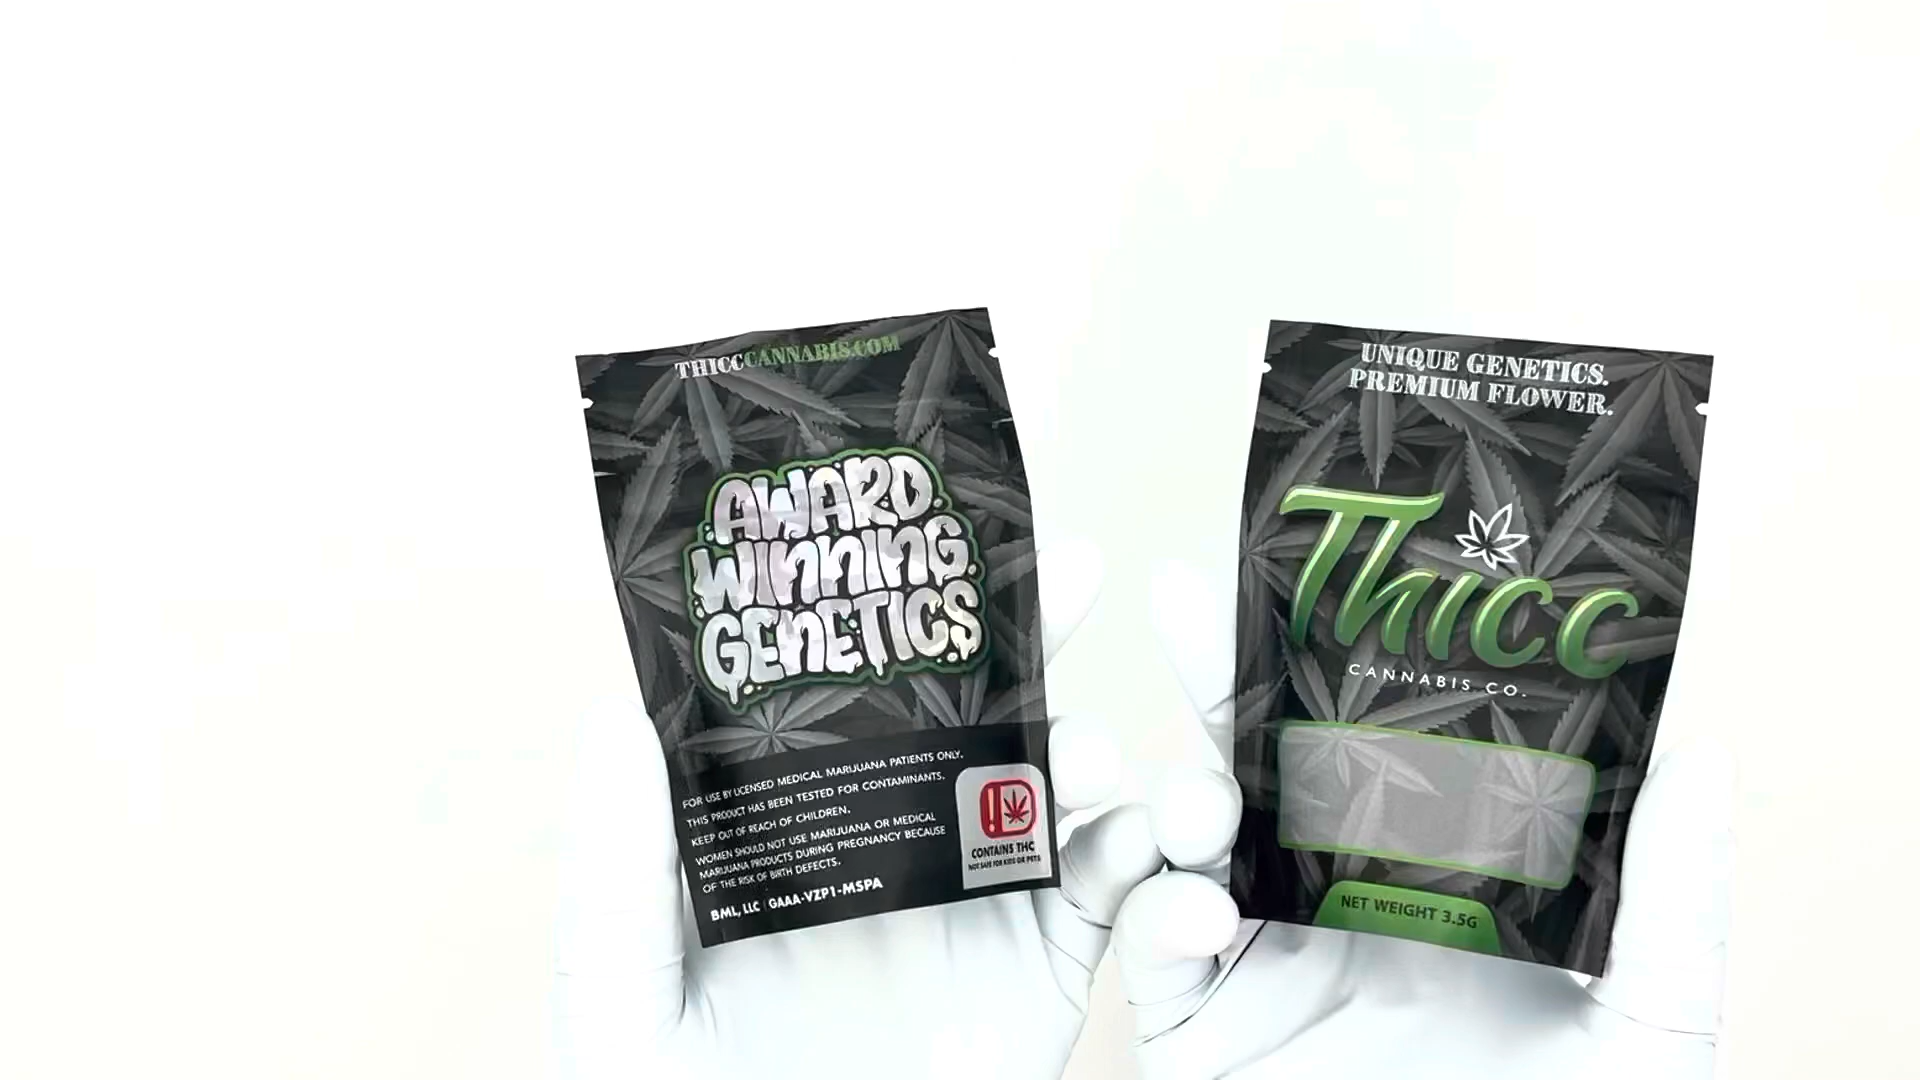 THICCCANNABIS.COM
AWARD
WINNING
GENETICS
FOR USE BY LICENSED MEDICAL MARIJUANA PATIENTS ONLY.
THIS PRODUCT HAS BEEN TESTED FOR CONTAMINANTS.
KEEP OUT OF REACH OF CHILDREN.
WOMEN SHOULD NOT USE MARIJUANA OR MEDICAL
MARIJUANA PRODUCTS DURING PREGNANCY BECAUSE
OF THE RISK OF BIRTH DEFECTS.
BML, LLC | GAAA-VZP1-MSPA
CONTAINS THC
NOT SAFE FOR KIDS OR PETS
UNIQUE GENETICS.
PREMIUM FLOWER.
Thicc
CANNABIS CO.
NET WEIGHT 3.5G